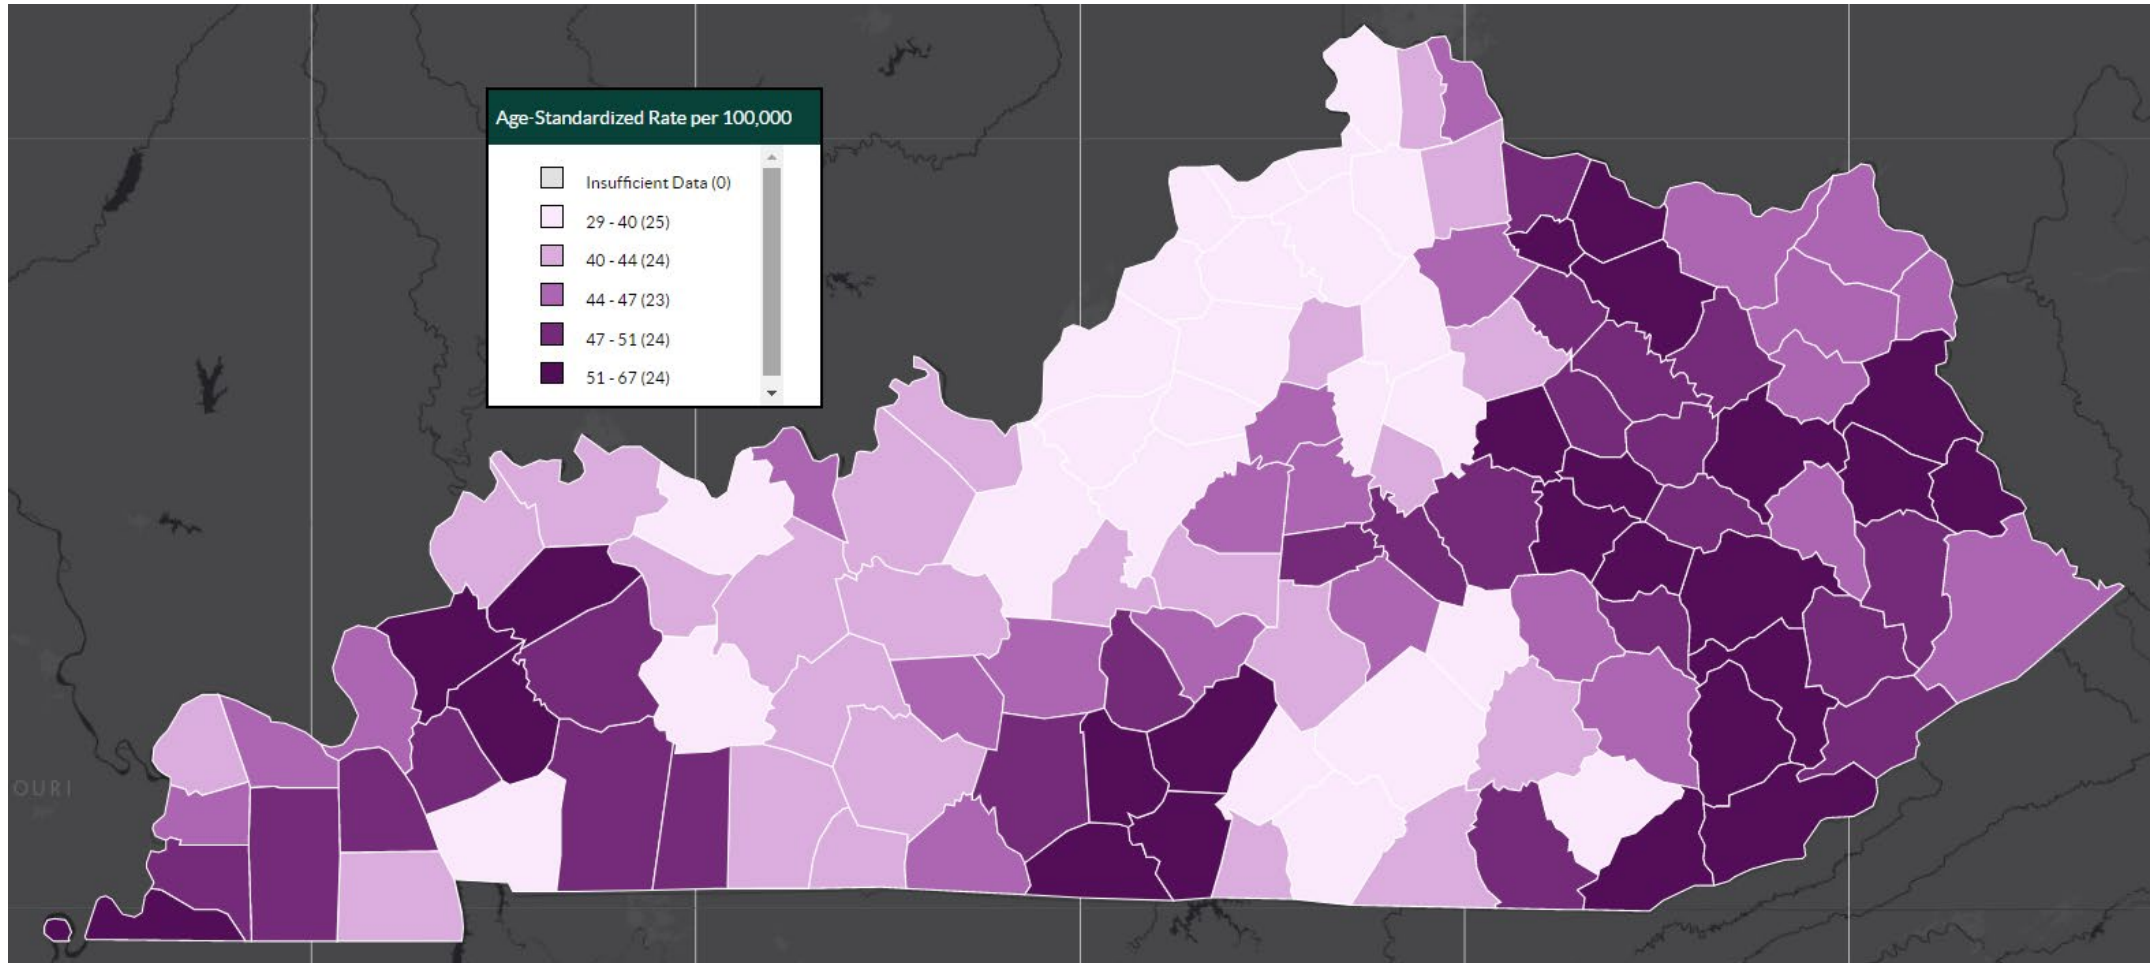 Age-Standardized Rate per 100,000
Insufficient Data (0)
29 - 40 (25)
40 - 44 (24)
44 - 47 (23)
47 - 51 (24)
51 - 67 (24)
OURI